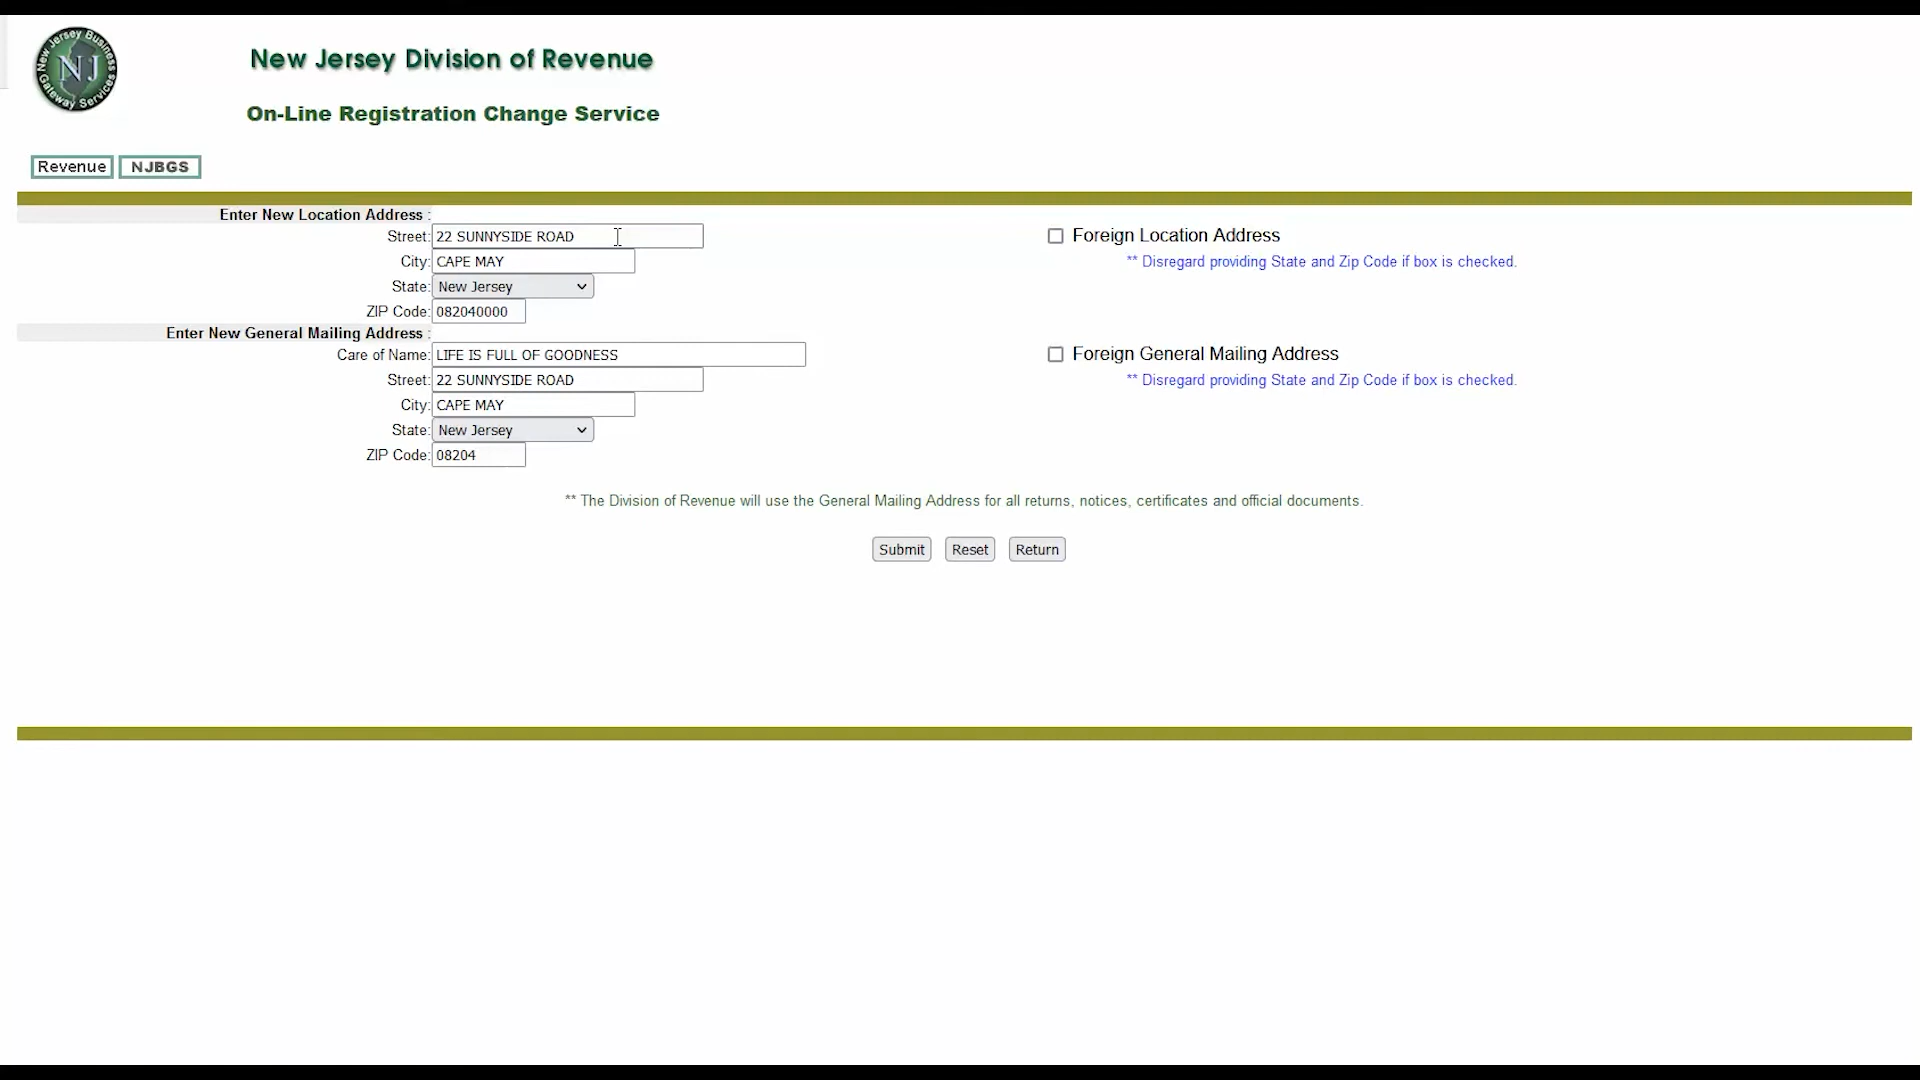 New Jersey Business
NJ
Gateway Services
New Jersey Division of Revenue
On-Line Registration Change Service
Revenue NJBGS
Enter New Location Address :
Street: 22 SUNNYSIDE ROAD Foreign Location Address
City: CAPE MAY ** Disregard providing State and Zip Code if box is checked.
State: New Jersey
ZIP Code: 082040000
Enter New General Mailing Address :
Care of Name: LIFE IS FULL OF GOODNESS Foreign General Mailing Address
Street: 22 SUNNYSIDE ROAD ** Disregard providing State and Zip Code if box is checked.
City: CAPE MAY
State: New Jersey
ZIP Code: 08204
** The Division of Revenue will use the General Mailing Address for all returns, notices, certificates and official documents.
Submit Reset Return